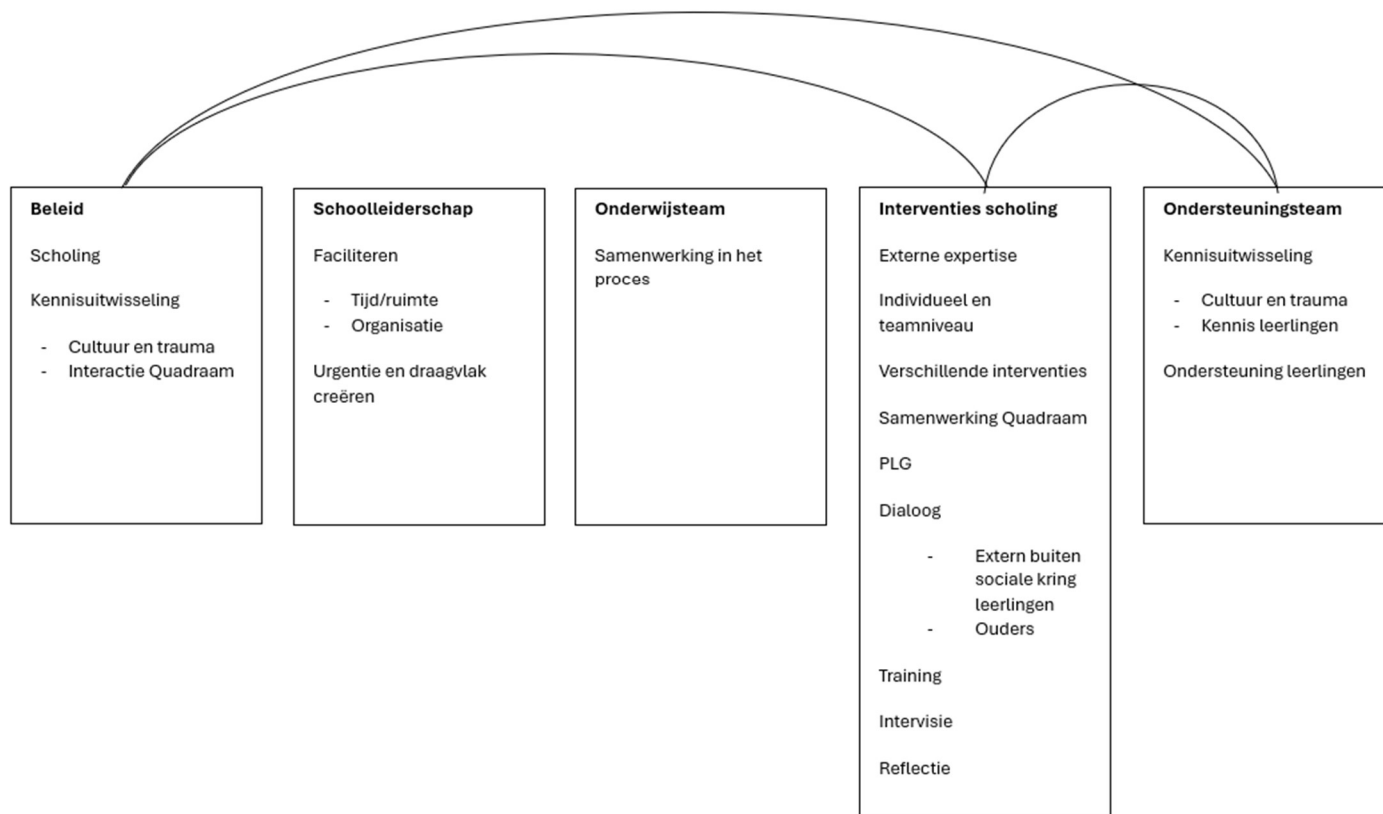 Beleid
Scholing
Kennisuitwisseling
- Cultuur en trauma
- Interactie Quadraam
Schoolleiderschap
Faciliteren
- Tijd/ruimte
- Organisatie
Urgentie en draagvlak
creëren
Onderwijsteam
Samenwerking in het
proces
Interventies scholing
Externe expertise
Individueel en
teamniveau
Verschillende interventies
Samenwerking Quadraam
PLG
Dialoog
- Extern buiten
sociale kring
leerlingen
- Ouders
Training
Intervisie
Reflectie
Ondersteuningsteam
Kennisuitwisseling
- Cultuur en trauma
- Kennis leerlingen
Ondersteuning leerlingen